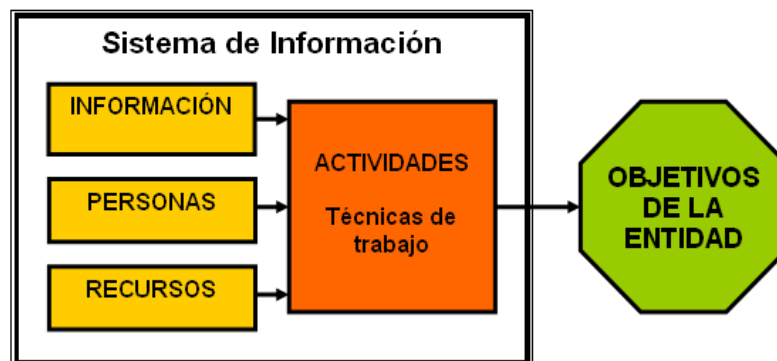 Sistema de Información
INFORMACIÓN
PERSONAS
RECURSOS
ACTIVIDADES
Técnicas de
trabajo
OBJETIVOS
DE LA
ENTIDAD